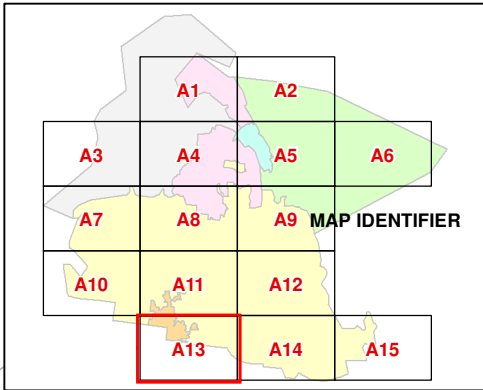 A1 A2
A3 A4 A5 A6
A7 A8 A9 MAP IDENTIFIER
A10 A11 A12
A13 A14 A15